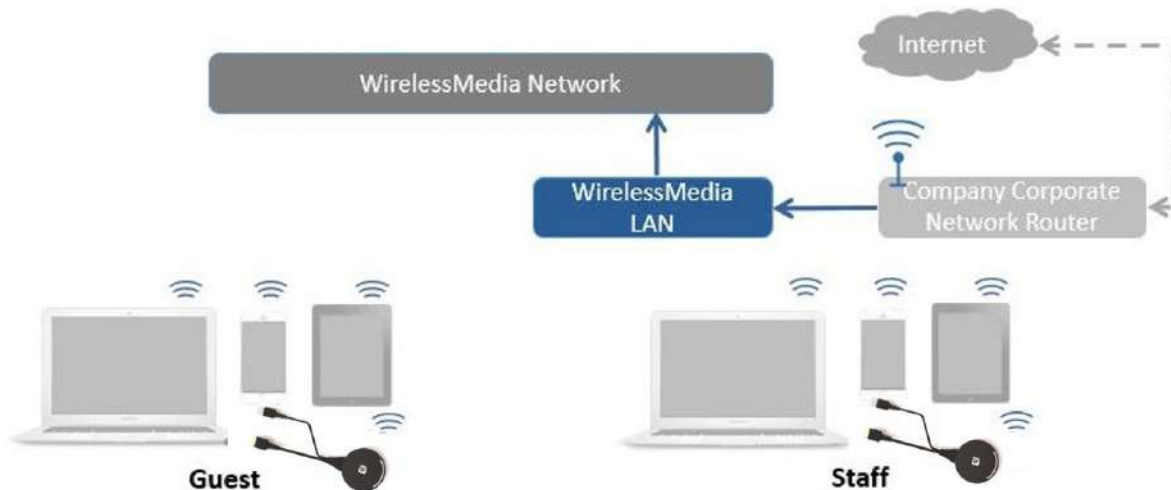 Internet
WirelessMedia Network
WirelessMedia
LAN
Company Corporate
Network Router
Guest
Staff